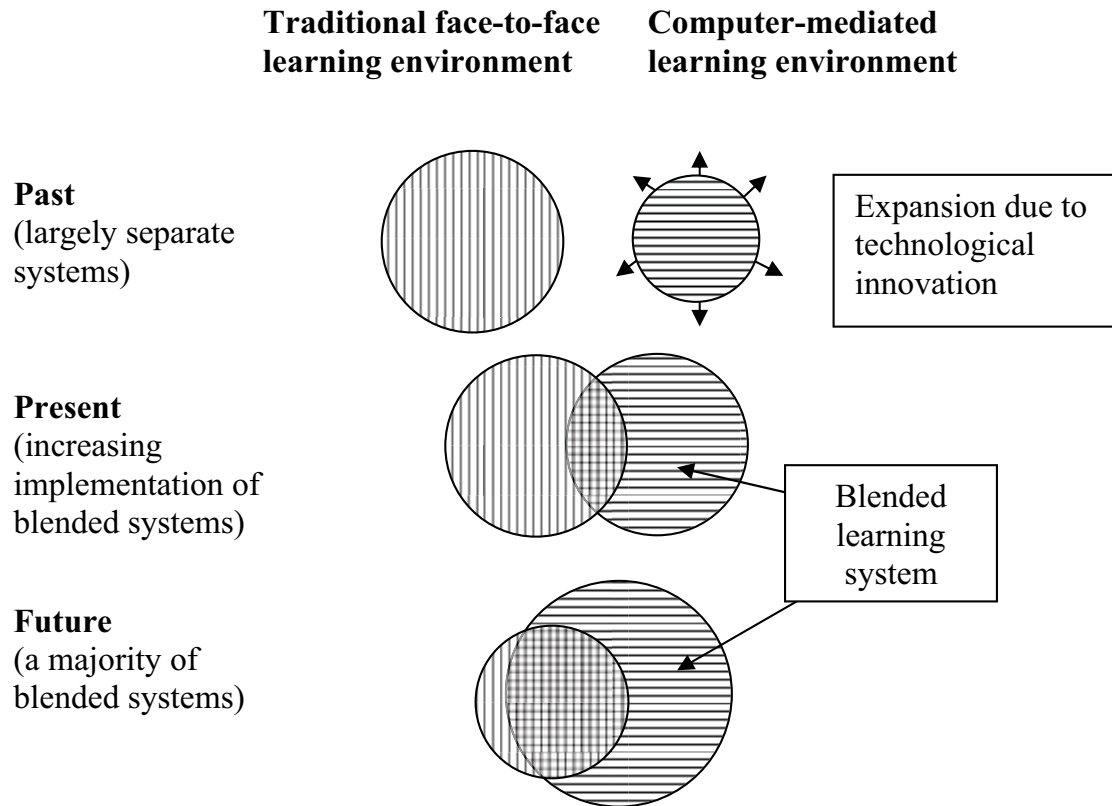 Traditional face-to-face
learning environment
Computer-mediated
learning environment
Past
(largely separate
systems)
Expansion due to
technological
innovation
Present
(increasing
implementation of
blended systems)
Blended
learning
system
Future
(a majority of
blended systems)